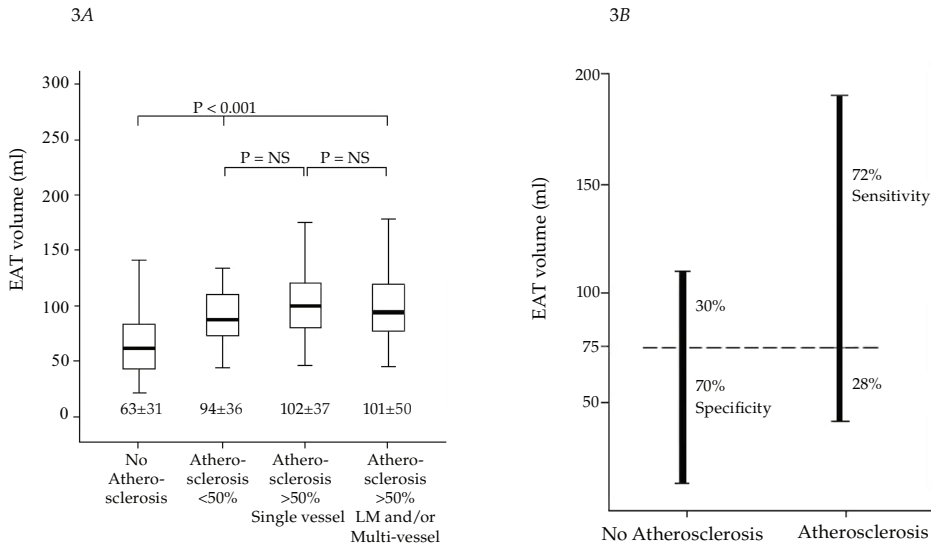 3A
EAT volume (ml)
300
250
200
150
100
50
0
P < 0.001
P = NS
P = NS
63±31
94±36
102±37
101±50
No
Athero-
sclerosis
Athero-
sclerosis
<50%
Athero-
sclerosis
>50%
Single vessel
Athero-
sclerosis
>50%
LM and/or
Multi-vessel
3B
EAT volume (ml)
200
150
100
75
50
30%
70%
Specificity
72%
Sensitivity
28%
No Atherosclerosis
Atherosclerosis